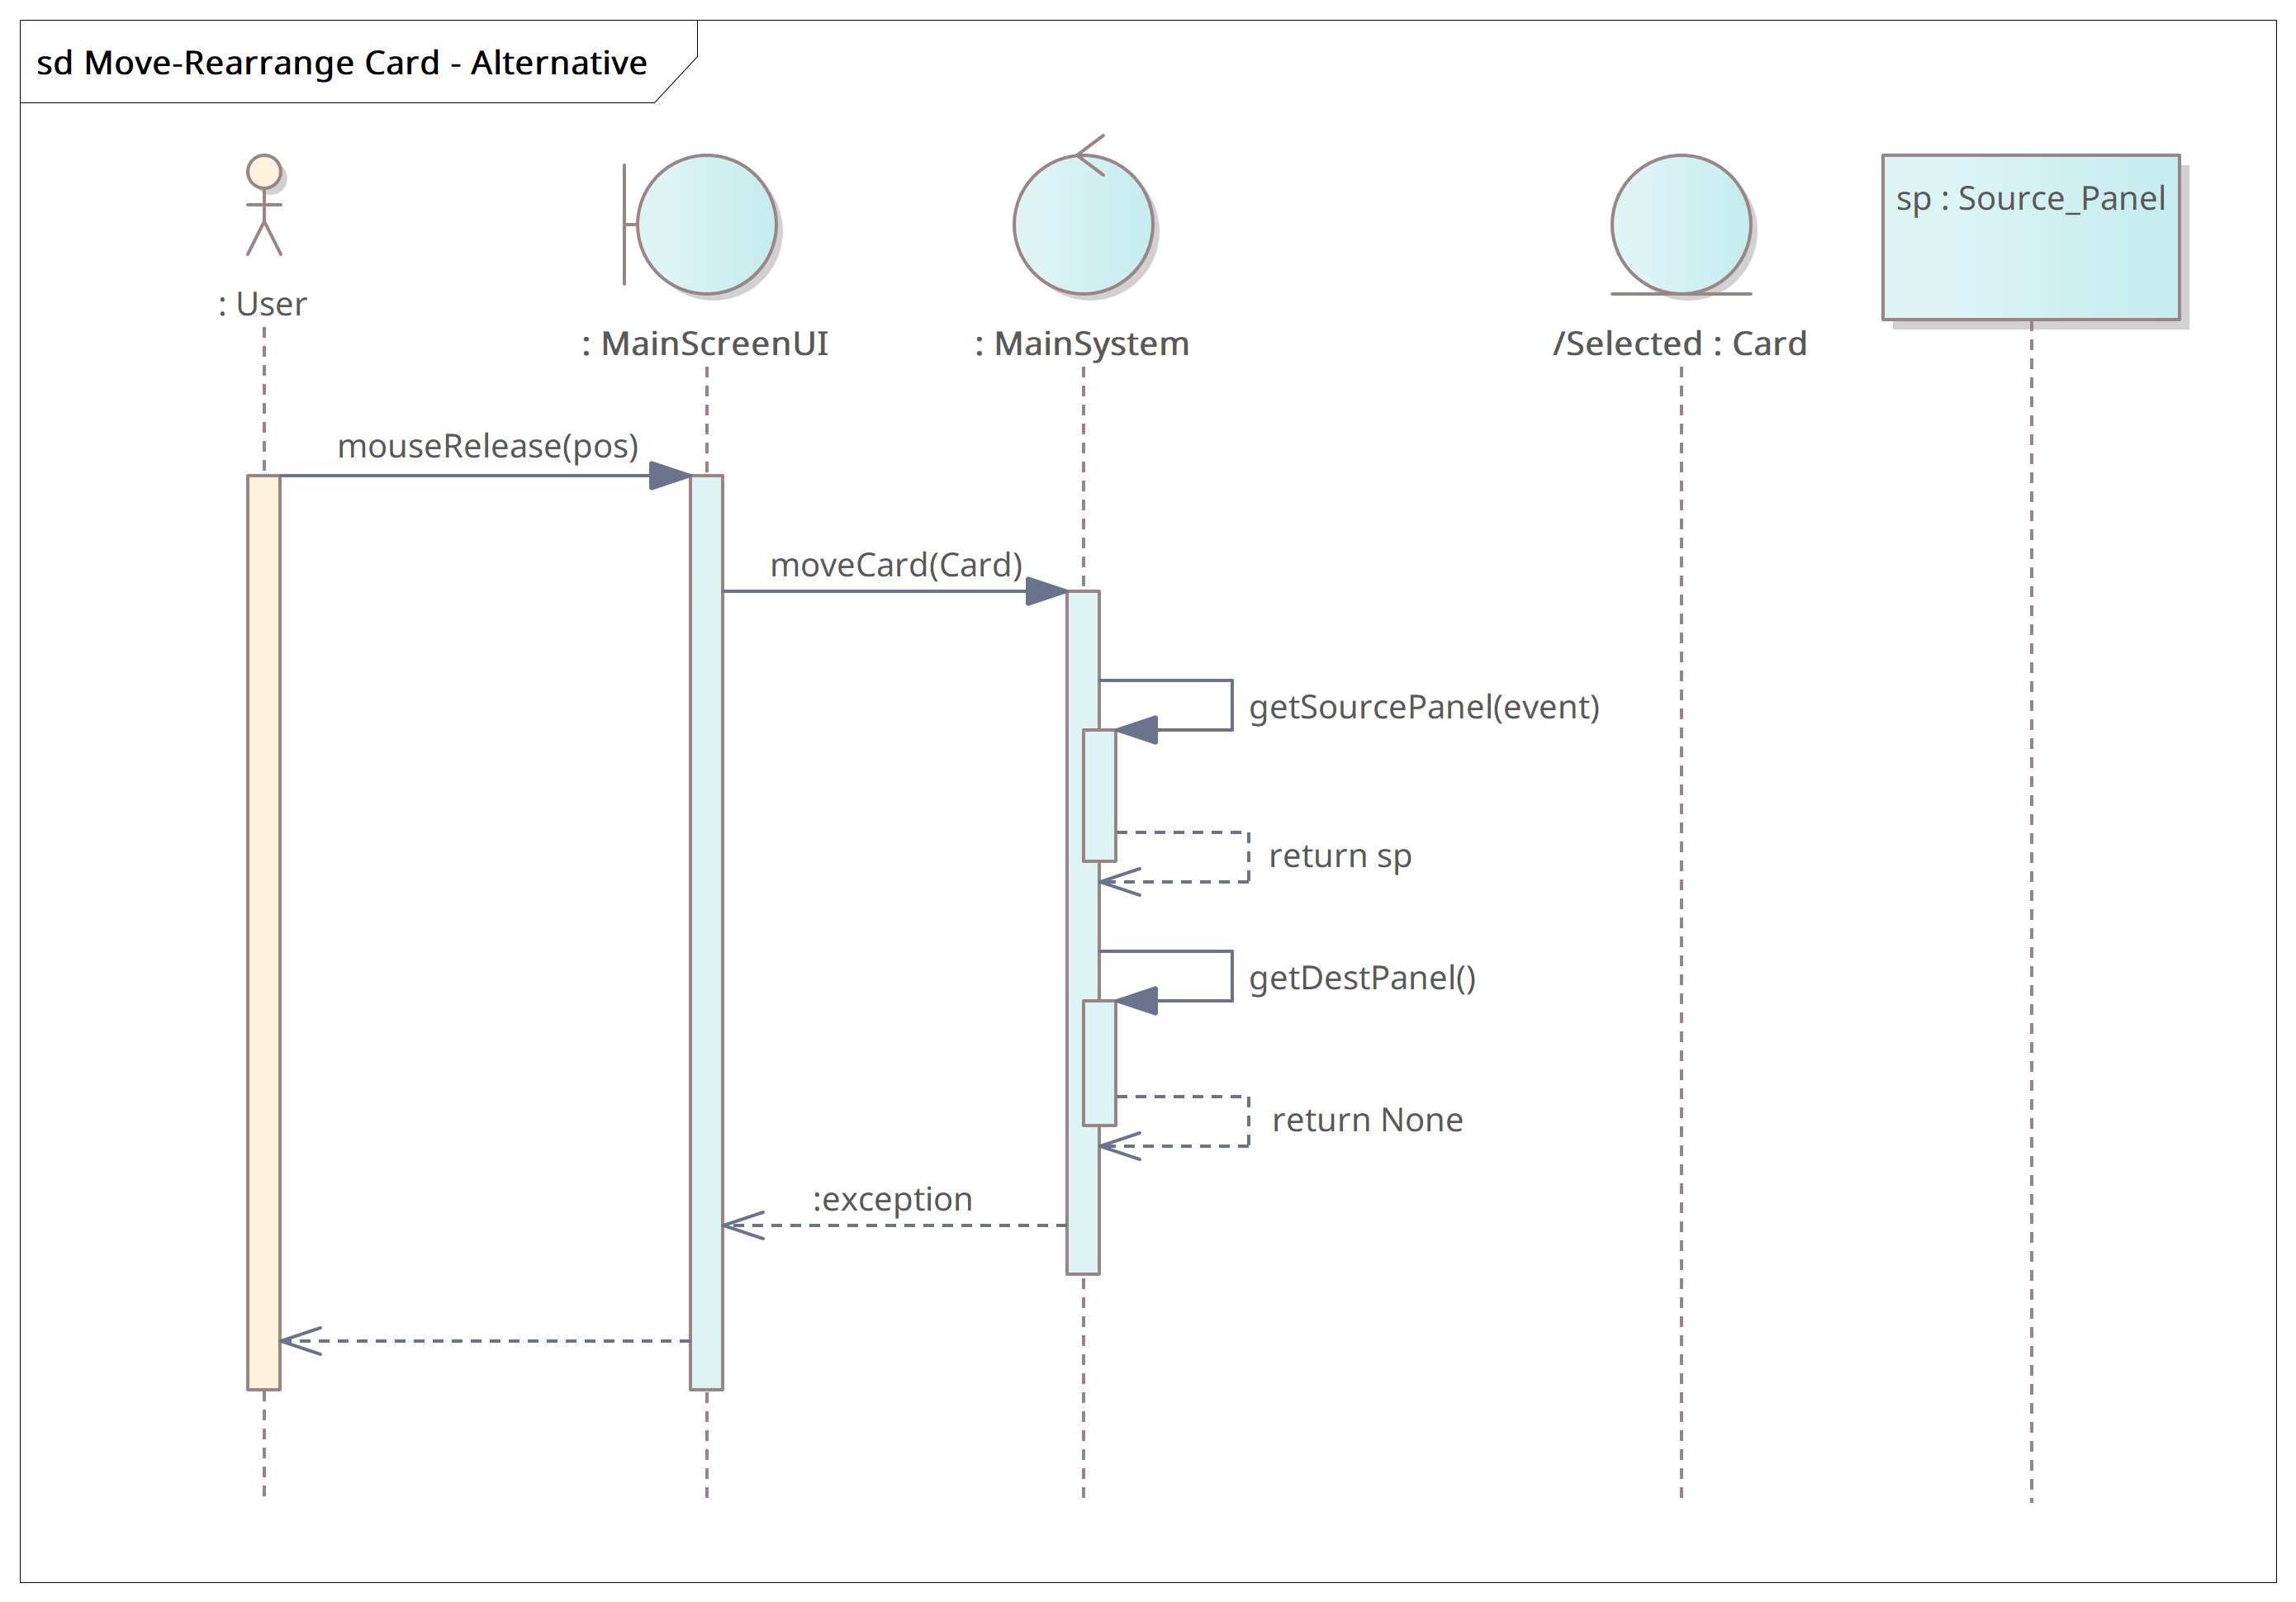 sd Move-Rearrange Card - Alternative
: User
: MainScreenUI
: MainSystem
/Selected : Card
sp : Source_Panel
mouseRelease(pos)
moveCard(Card)
getSourcePanel(event)
return sp
getDestPanel()
return None
:exception